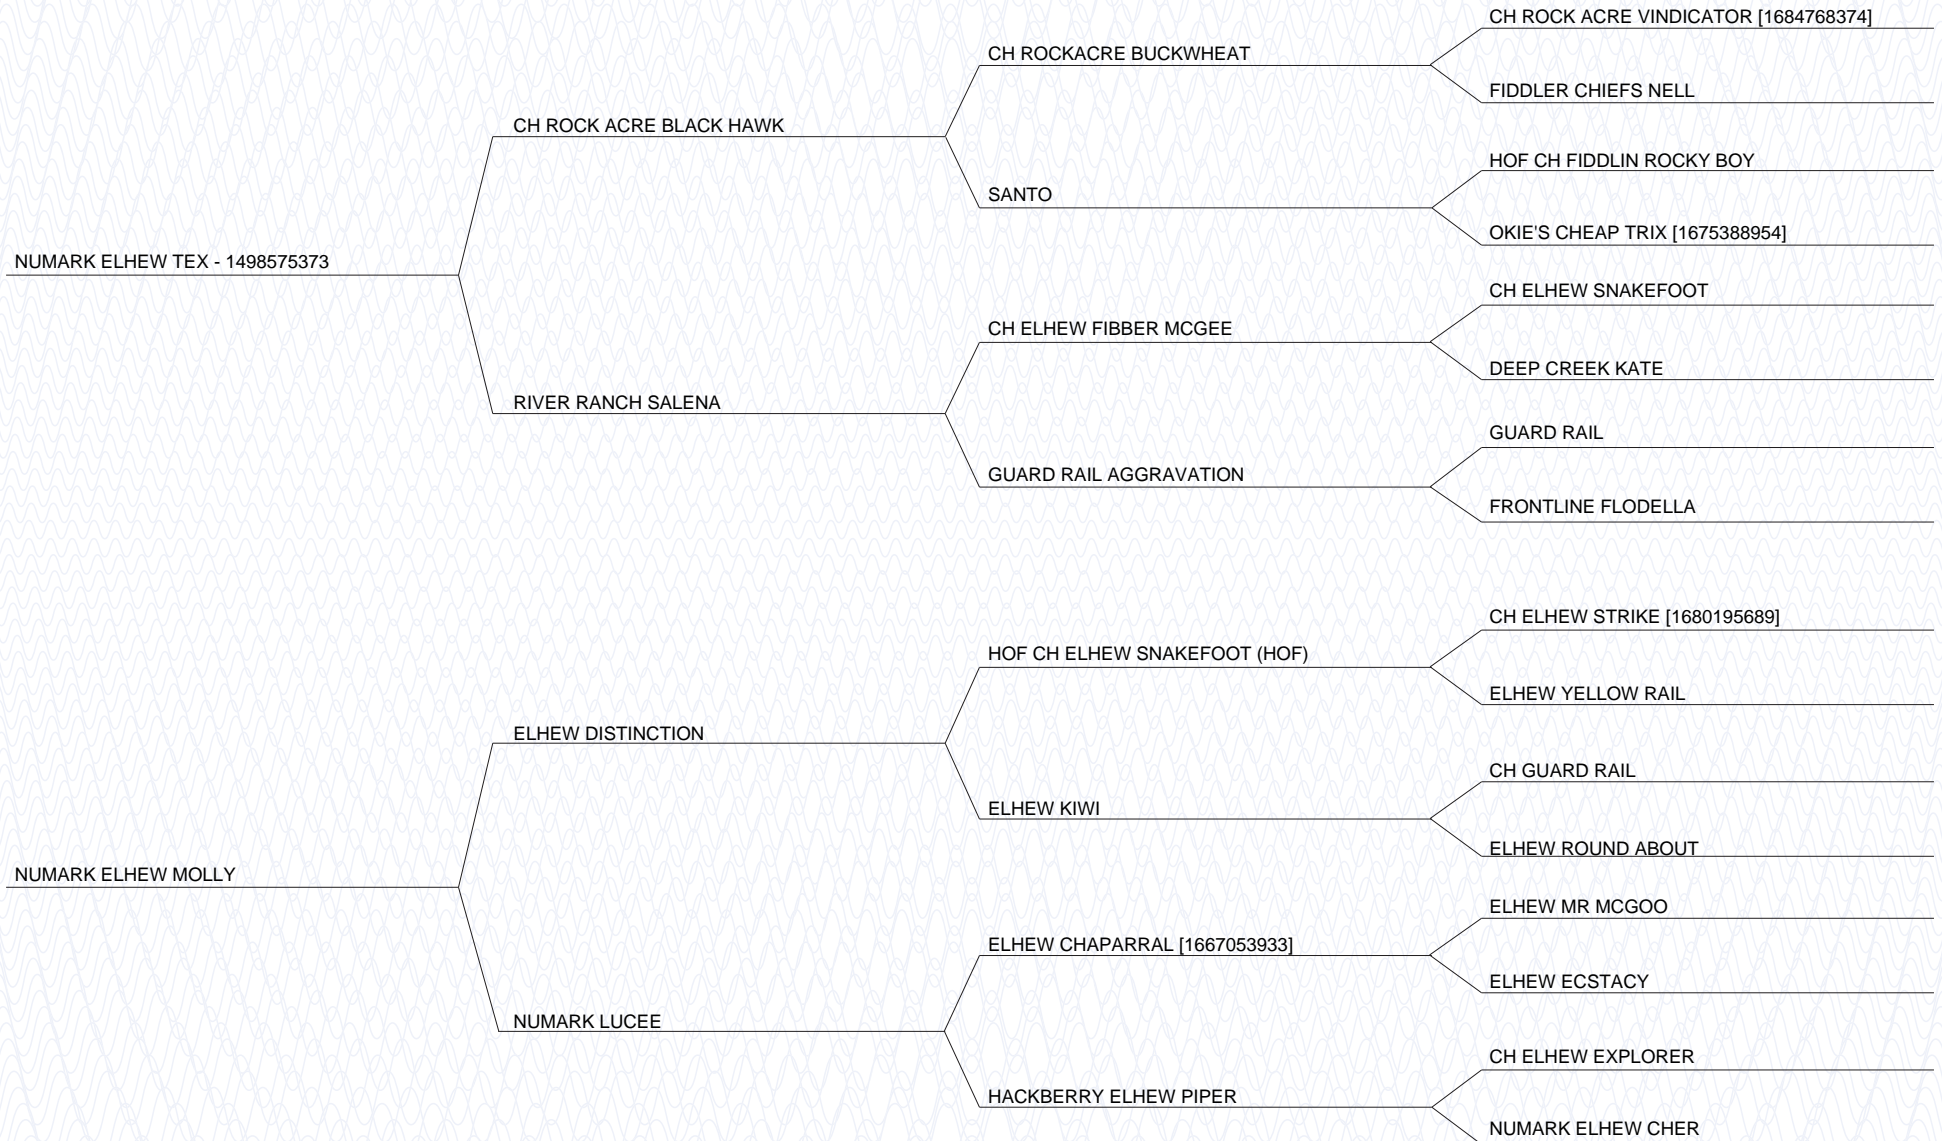 CH ROCK ACRE VINDICATOR [1684768374]
CH ROCKACRE BUCKWHEAT
FIDDLER CHIEFS NELL
CH ROCK ACRE BLACK HAWK
HOF CH FIDDLIN ROCKY BOY
SANTO
OKIE'S CHEAP TRIX [1675388954]
NUMARK ELHEW TEX - 1498575373
CH ELHEW SNAKEFOOT
CH ELHEW FIBBER MCGEE
DEEP CREEK KATE
RIVER RANCH SALENA
GUARD RAIL
GUARD RAIL AGGRAVATION
FRONTLINE FLODELLA
CH ELHEW STRIKE [1680195689]
HOF CH ELHEW SNAKEFOOT (HOF)
ELHEW YELLOW RAIL
ELHEW DISTINCTION
CH GUARD RAIL
ELHEW KIWI
ELHEW ROUND ABOUT
NUMARK ELHEW MOLLY
ELHEW MR MCGOO
ELHEW CHAPARRAL [1667053933]
ELHEW ECSTACY
NUMARK LUCEE
CH ELHEW EXPLORER
HACKBERRY ELHEW PIPER
NUMARK ELHEW CHER